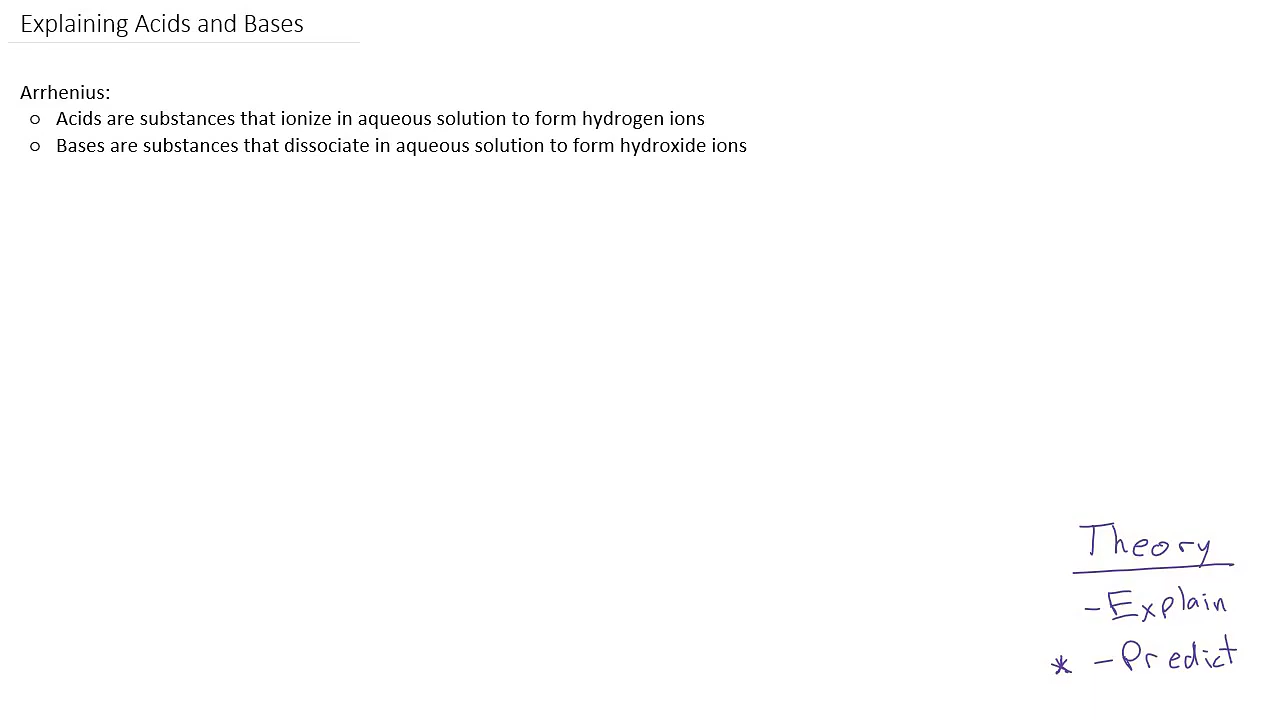 Explaining Acids and Bases
Arrhenius:
○ Acids are substances that ionize in aqueous solution to form hydrogen ions
○ Bases are substances that dissociate in aqueous solution to form hydroxide ions
Theory
- Explain
* - Predict